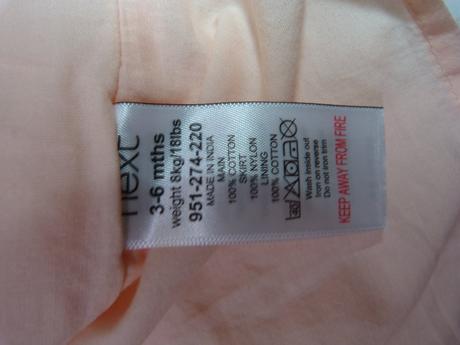 next
3-6 mths
weight 8kg/18lbs
951-274-220
MADE IN INDIA
MAIN
100% COTTON
SKIRT
100% NYLON
LINING
100% COTTON
Wash inside out
Iron on reverse
Do not iron trim
KEEP AWAY FROM FIRE